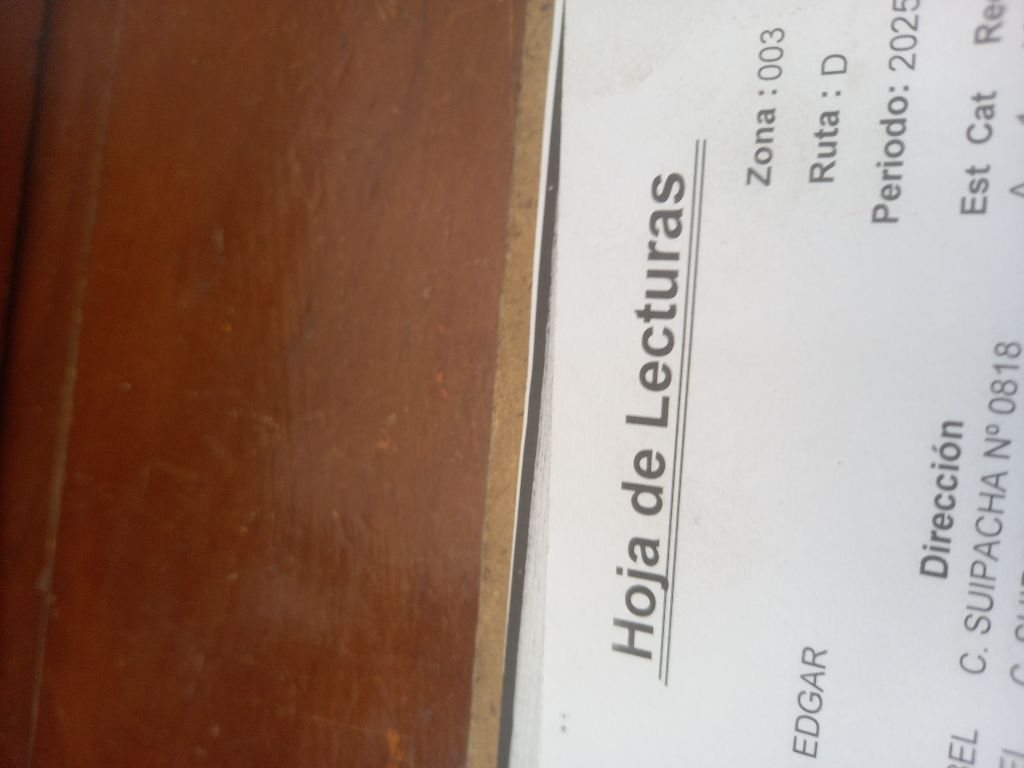 Hoja de Lecturas
Zona : 003
EDGAR
Ruta : D
Periodo: 2025
Dirección Est Cat
C. SUIPACHA Nº 0818